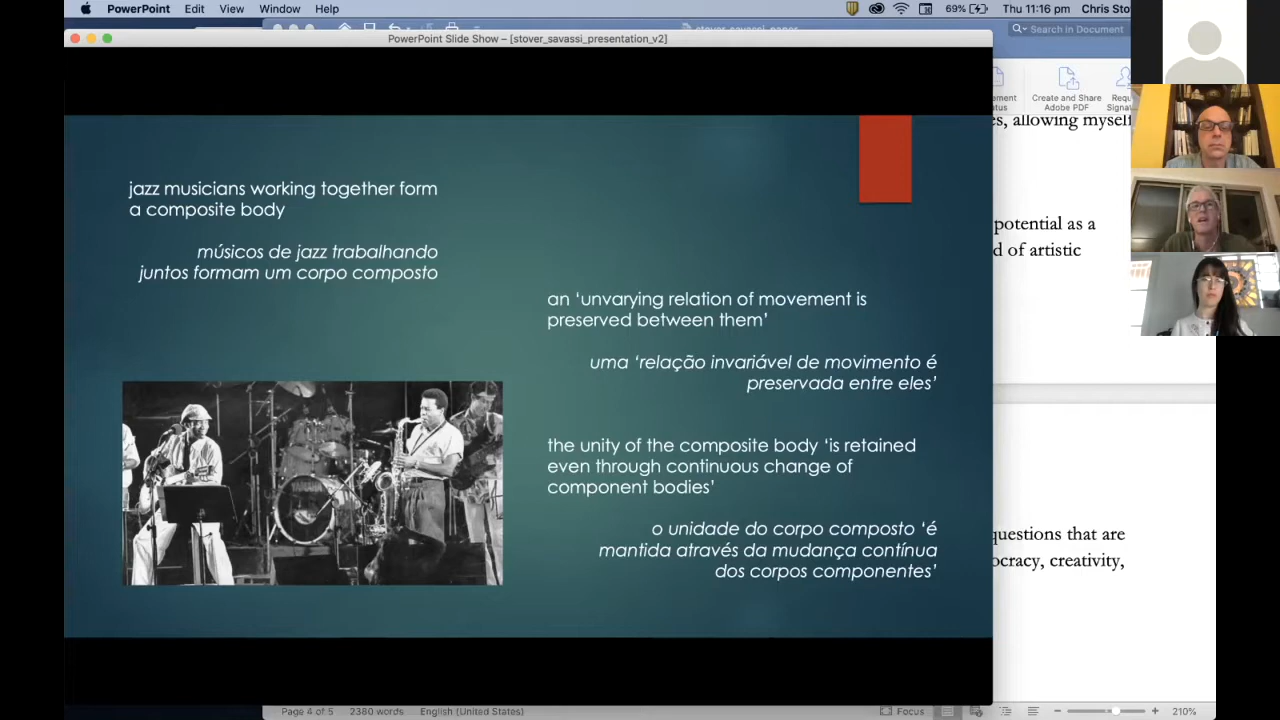 PowerPoint Edit View Window Help
69% Thu 11:16 pm Chris Stov
PowerPoint Slide Show – [stover_savassi_presentation_v2]
stover_savassi_paper
Search in Document
Create and Share
Adobe PDF
Requ
Signa
jazz musicians working together form
a composite body
músicos de jazz trabalhando
juntos formam um corpo composto
an ‘unvarying relation of movement is
preserved between them’
uma ‘relação invariável de movimento é
preservada entre eles’
the unity of the composite body ‘is retained
even through continuous change of
component bodies’
o unidade do corpo composto ‘é
mantida através da mudança contínua
dos corpos componentes’
es, allowing myself
potential as a
d of artistic
questions that are
ocracy, creativity,
Page 4 of 5 2380 words English (United States)
Focus
210%